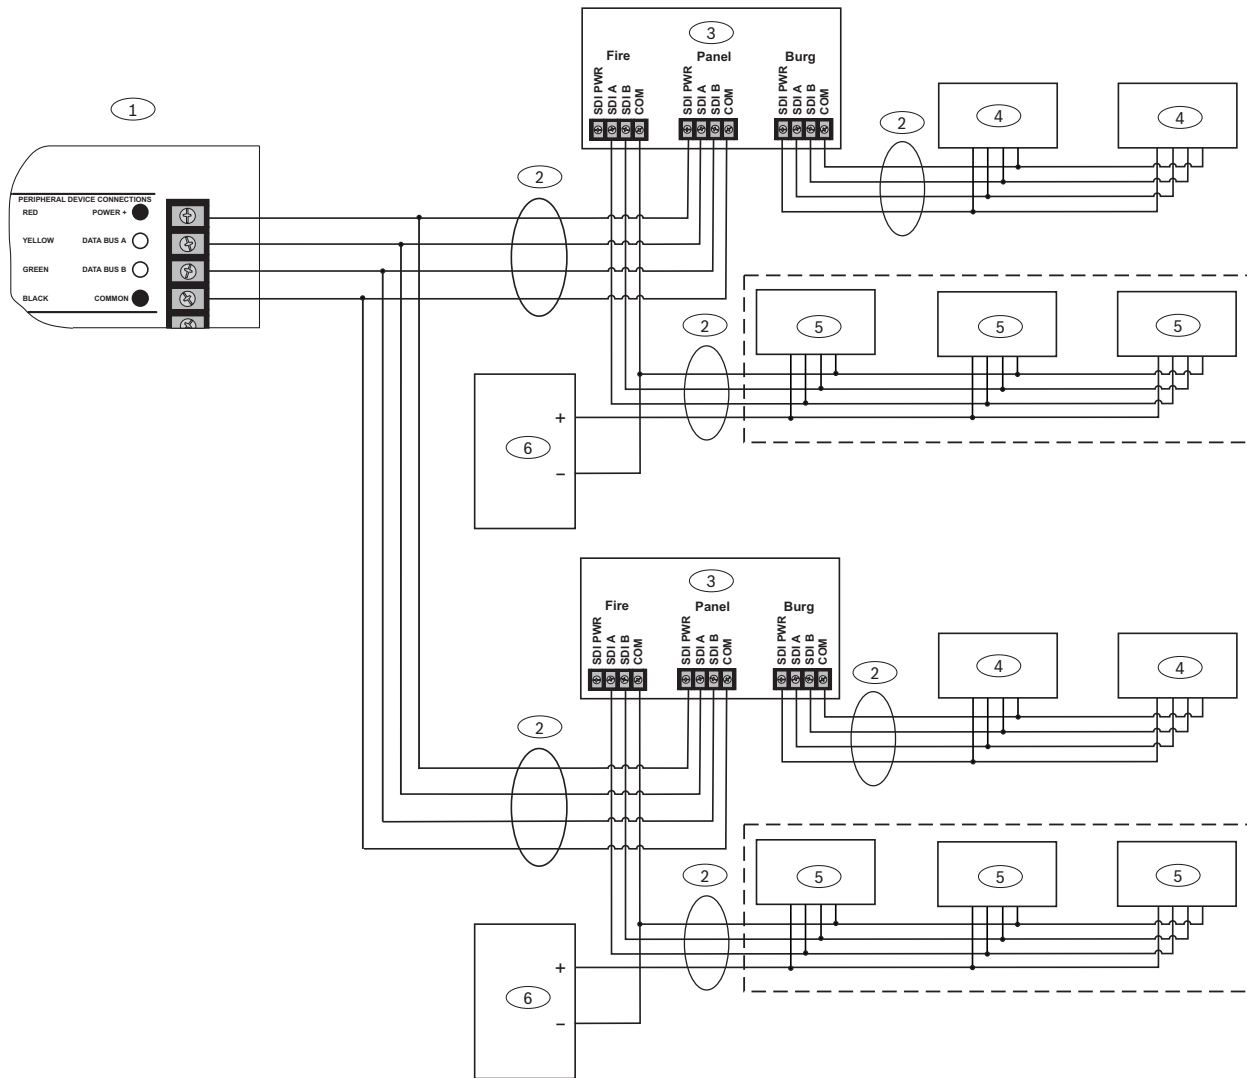 3
Fire Panel Burg
SDI PWR SDI A SDI B COM SDI PWR SDI A SDI B COM SDI PWR SDI A SDI B COM
1
2
4
4
2
PERIPHERAL DEVICE CONNECTIONS
RED POWER +
YELLOW DATA BUS A
GREEN DATA BUS B
BLACK COMMON
2
5
5
5
+
6
−
3
Fire Panel Burg
SDI PWR SDI A SDI B COM SDI PWR SDI A SDI B COM SDI PWR SDI A SDI B COM
2
4
4
2
2
5
5
5
+
6
−